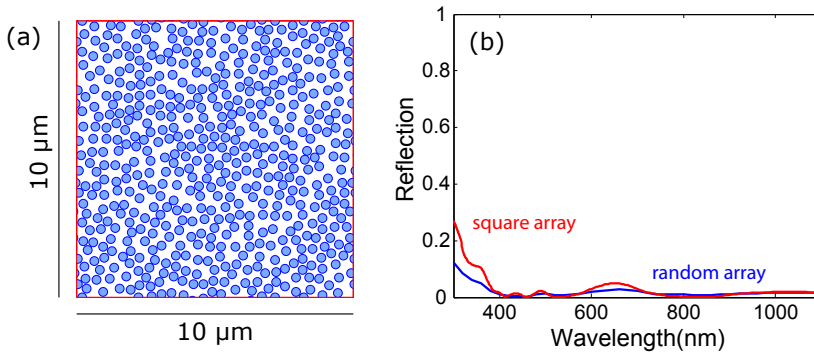 (a)
10 µm
10 µm
(b)
Reflection
1
0.8
0.6
0.4
0.2
0
square array
random array
400
600
800
1000
Wavelength(nm)